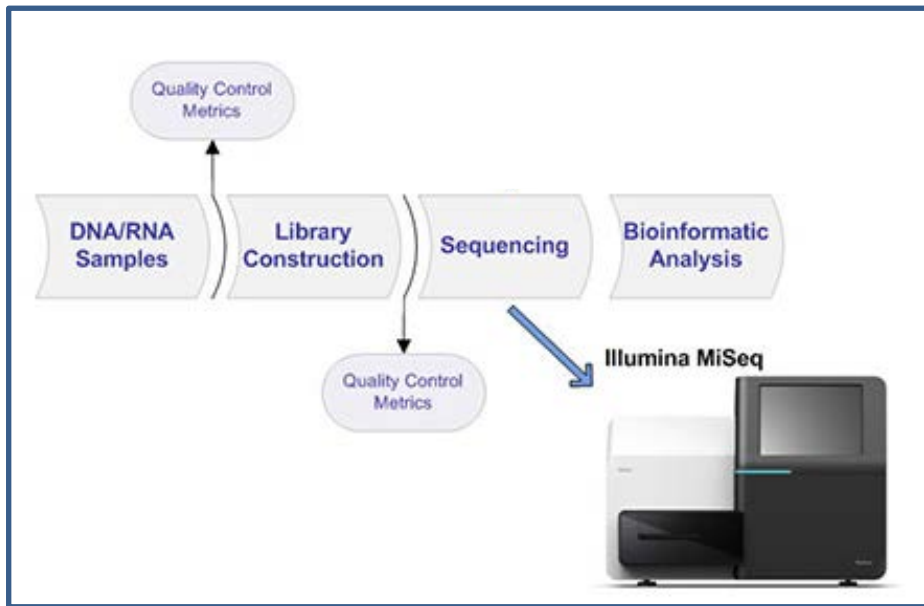 Quality Control
Metrics
DNA/RNA
Samples
Library
Construction
Sequencing
Bioinformatic
Analysis
Quality Control
Metrics
Illumina MiSeq